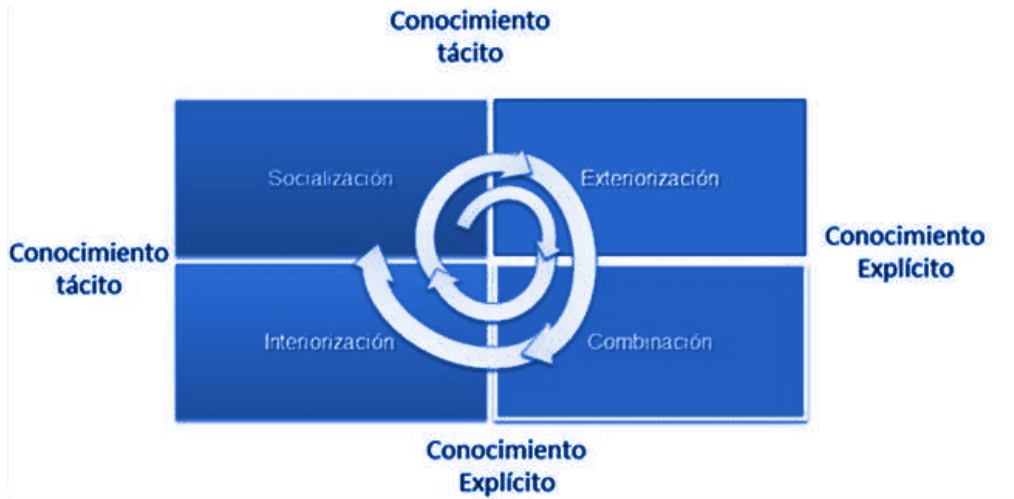 Conocimiento
tácito
Socialización
Exteriorización
Conocimiento
tácito
Conocimiento
Explícito
Interiorización
Combinación
Conocimiento
Explícito